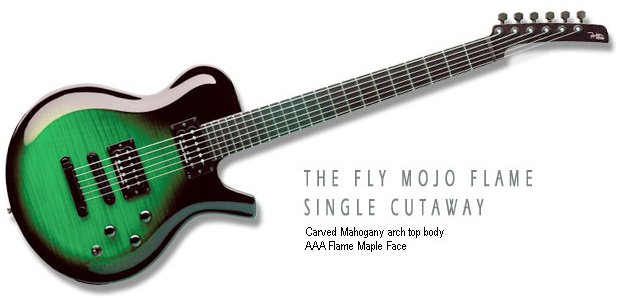 THE FLY MOJO FLAME
SINGLE CUTAWAY
Carved Mahogany arch top body
AAA Flame Maple Face